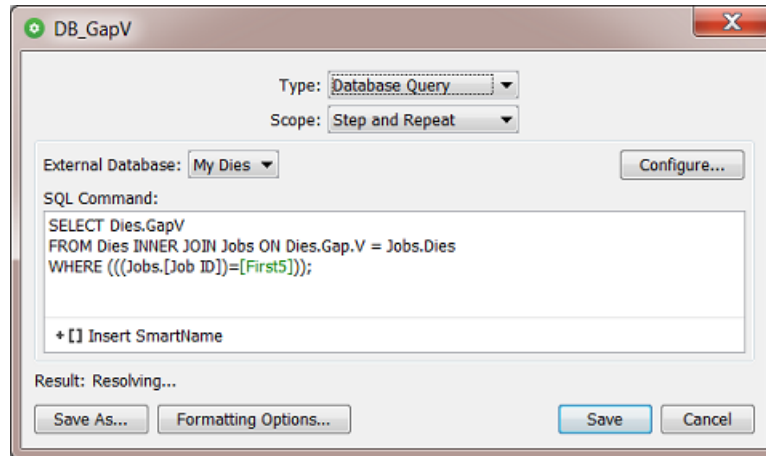 DB_GapV
Type: Database Query
Scope: Step and Repeat
External Database: My Dies
Configure...
SQL Command:
SELECT Dies.GapV
FROM Dies INNER JOIN Jobs ON Dies.Gap.V = Jobs.Dies
WHERE (((Jobs.[Job ID])=[First5]));
+[] Insert SmartName
Result: Resolving...
Save As... Formatting Options... Save Cancel